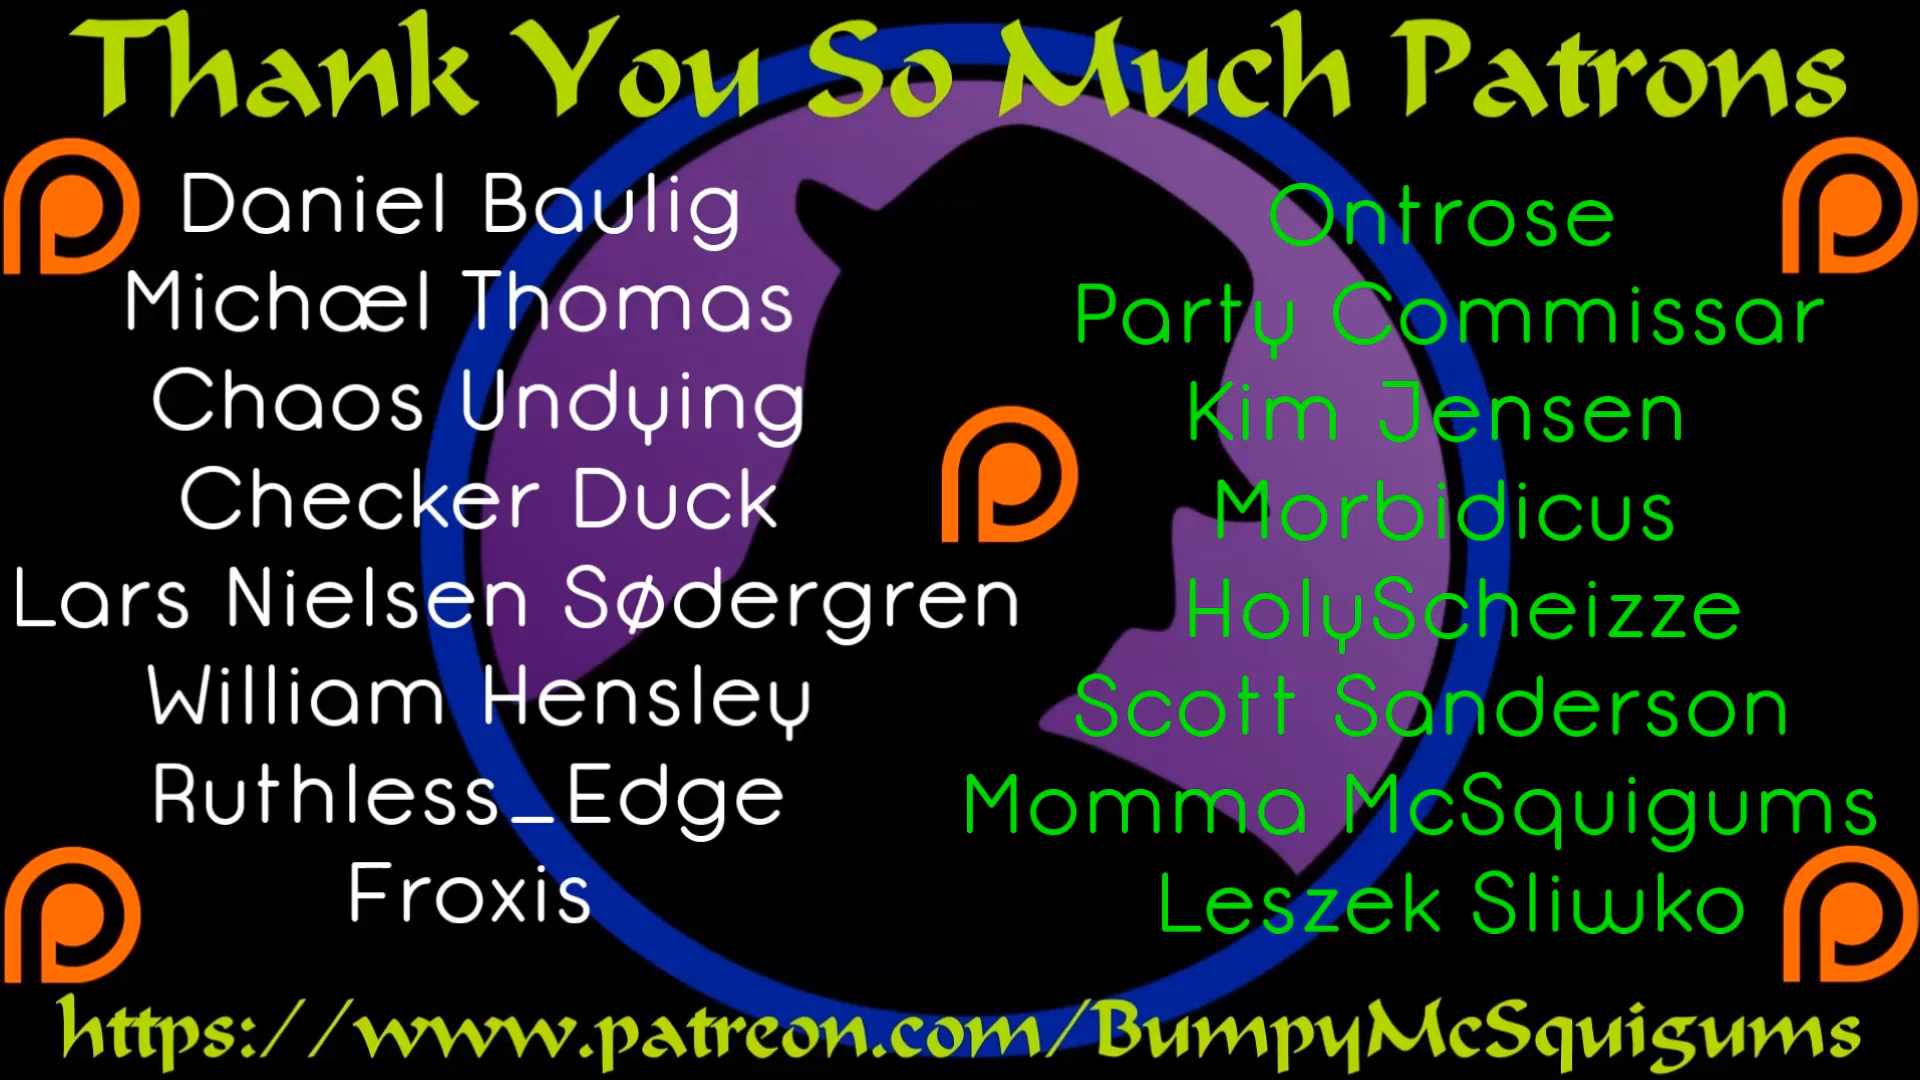 Thank You So Much Patrons
Daniel Baulig
Michæl Thomas
Chaos Undying
Checker Duck
Lars Nielsen Sødergren
William Hensley
Ruthless_Edge
Froxis
Ontrose
Party Commissar
Kim Jensen
Morbidicus
HolyScheizze
Scott Sanderson
Momma McSquigums
Leszek Sliwko
https://www.patreon.com/BumpyMcSquigums